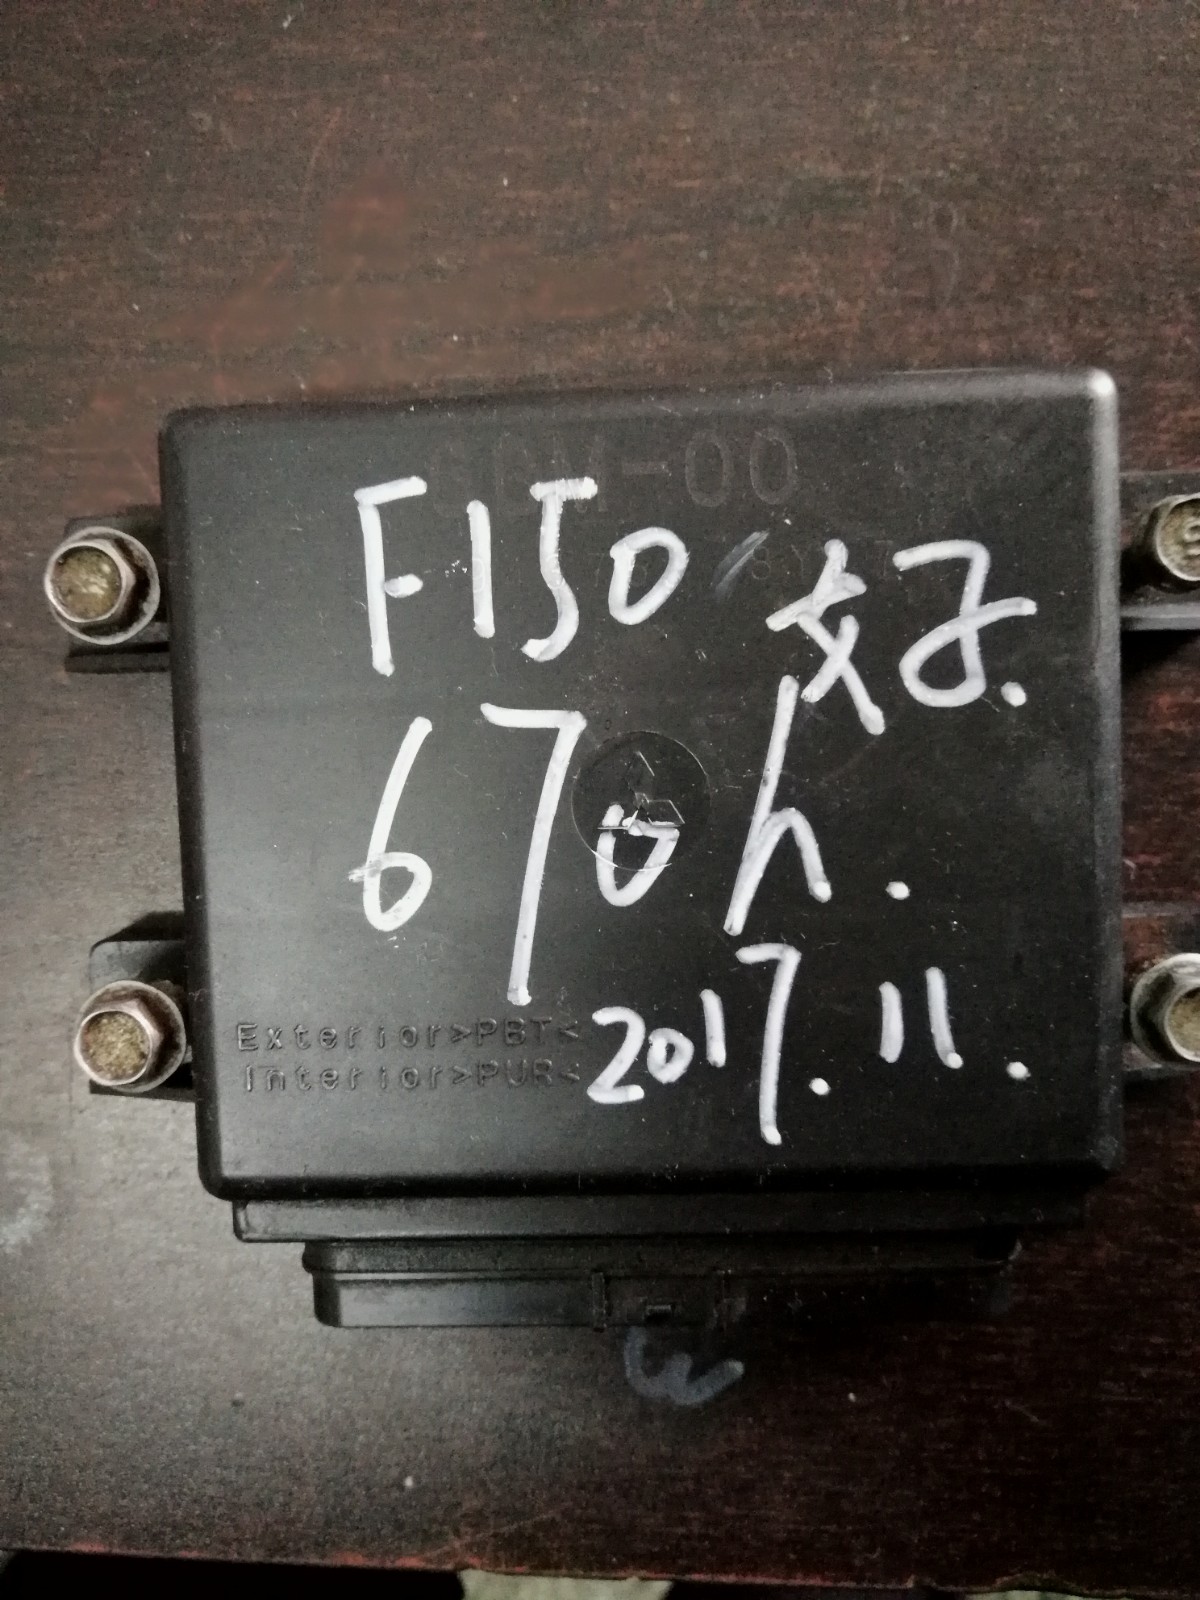 F150 好.
670h.
2017.11.
Exterior>PBT<
Interior>PUR<